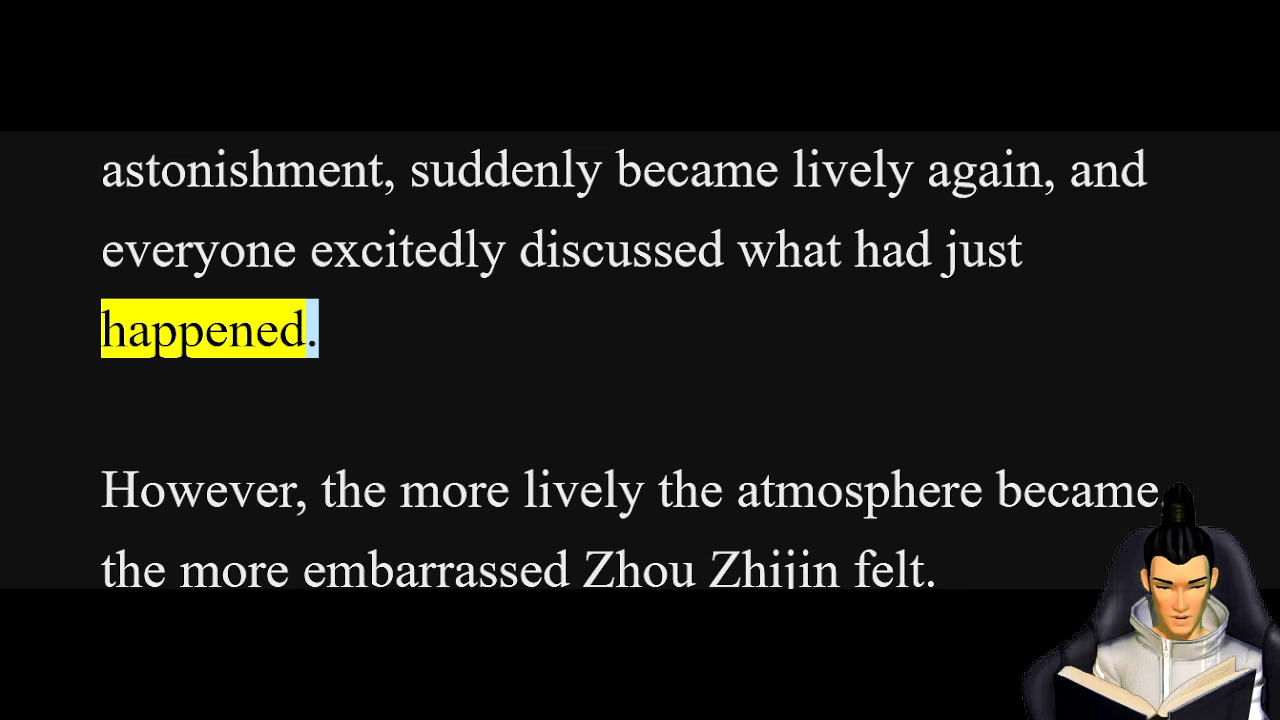 astonishment, suddenly became lively again, and
everyone excitedly discussed what had just
happened.
However, the more lively the atmosphere became,
the more embarrassed Zhou Zhijin felt.